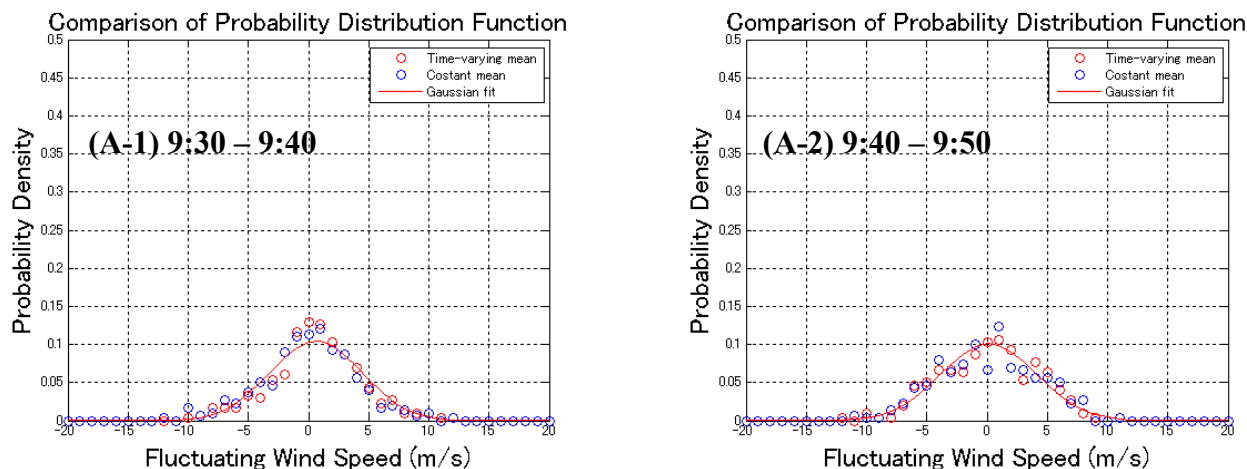 Comparison of Probability Distribution Function
0.5
0.45
0.4
0.35
0.3
0.25
0.2
0.15
0.1
0.05
0
Time-varying mean
Costant mean
Gaussian fit
(A-1) 9:30 – 9:40
Probability Density
-20 -15 -10 -5 0 5 10 15 20
Fluctuating Wind Speed (m/s)
Comparison of Probability Distribution Function
0.5
0.45
0.4
0.35
0.3
0.25
0.2
0.15
0.1
0.05
0
Time-varying mean
Costant mean
Gaussian fit
(A-2) 9:40 – 9:50
Probability Density
-20 -15 -10 -5 0 5 10 15 20
Fluctuating Wind Speed (m/s)